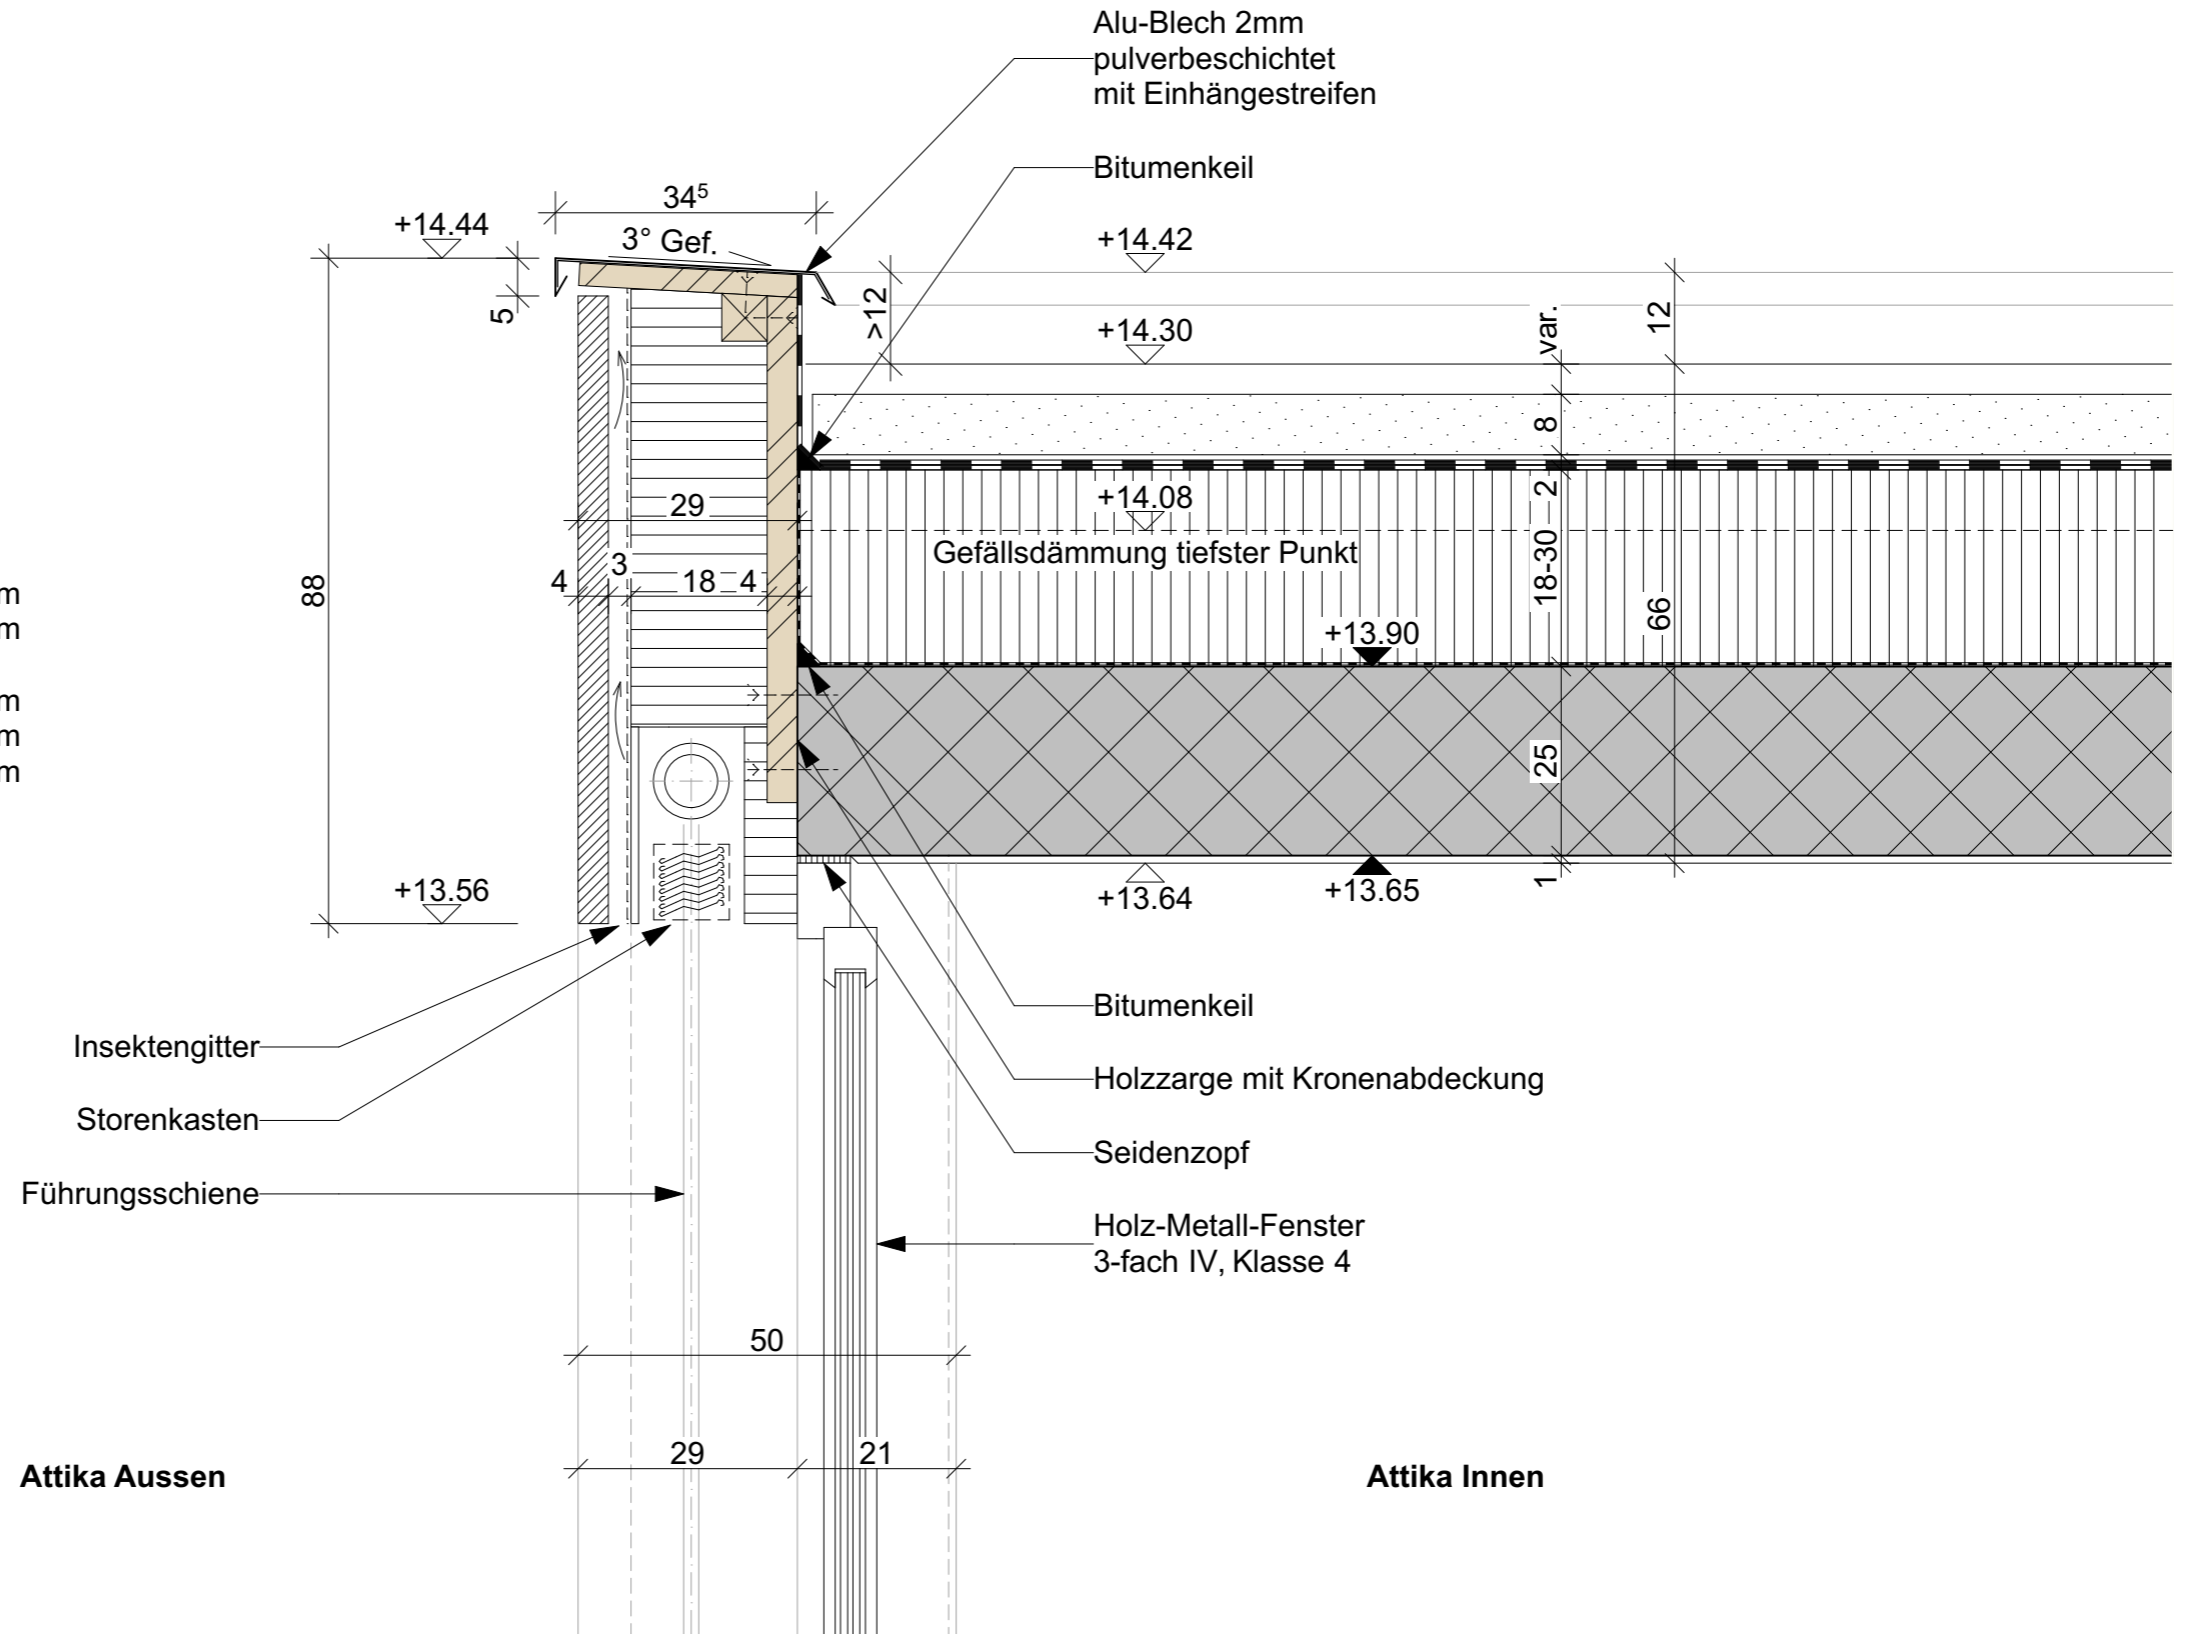 Alu-Blech 2mm
pulverbeschichtet
mit Einhängestreifen
Bitumenkeil
34⁵
+14.44
3° Gef.
+14.42
5
>12
+14.30
var.
12
8
29
+14.08
2
Gefällsdämmung tiefster Punkt
18-30
3
4
18
4
88
m
m
m
m
m
66
+13.90
25
+13.56
+13.64
+13.65
1
Insektengitter
Storenkasten
Führungsschiene
Bitumenkeil
Holzzarge mit Kronenabdeckung
Seidenzopf
Holz-Metall-Fenster
3-fach IV, Klasse 4
50
29
21
Attika Aussen
Attika Innen